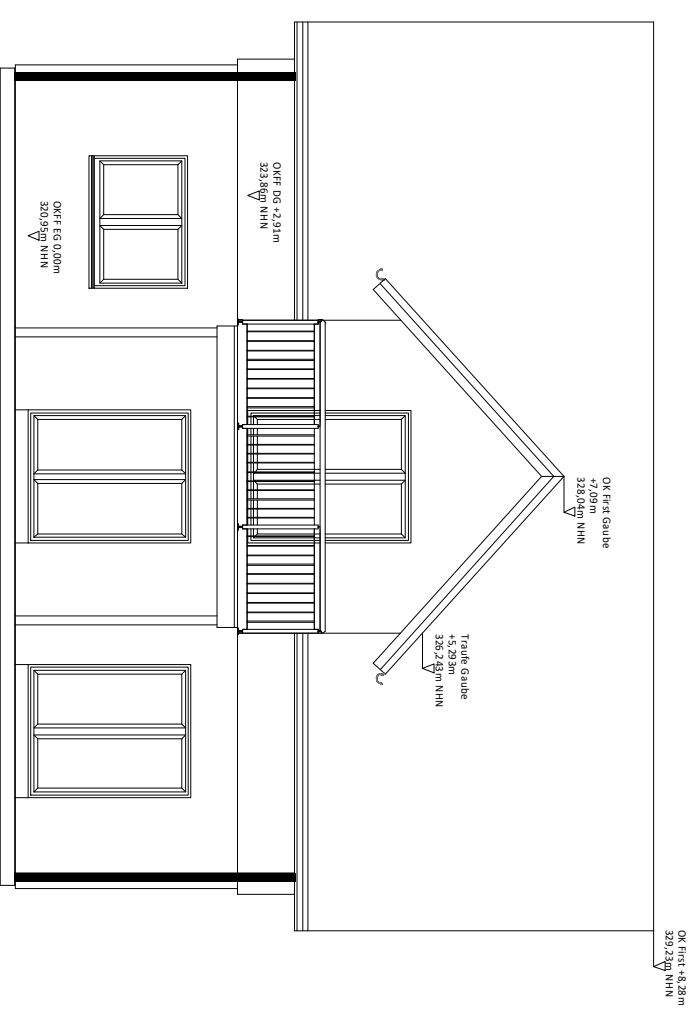 OK First +8,28m
329,23m NHN
OK First Gaube
+7,09m
328,04m NHN
Traufe Gaube
+5,293m
326,243m NHN
OKFF DG +2,91m
323,86m NHN
OKFF EG 0,00m
320,95m NHN